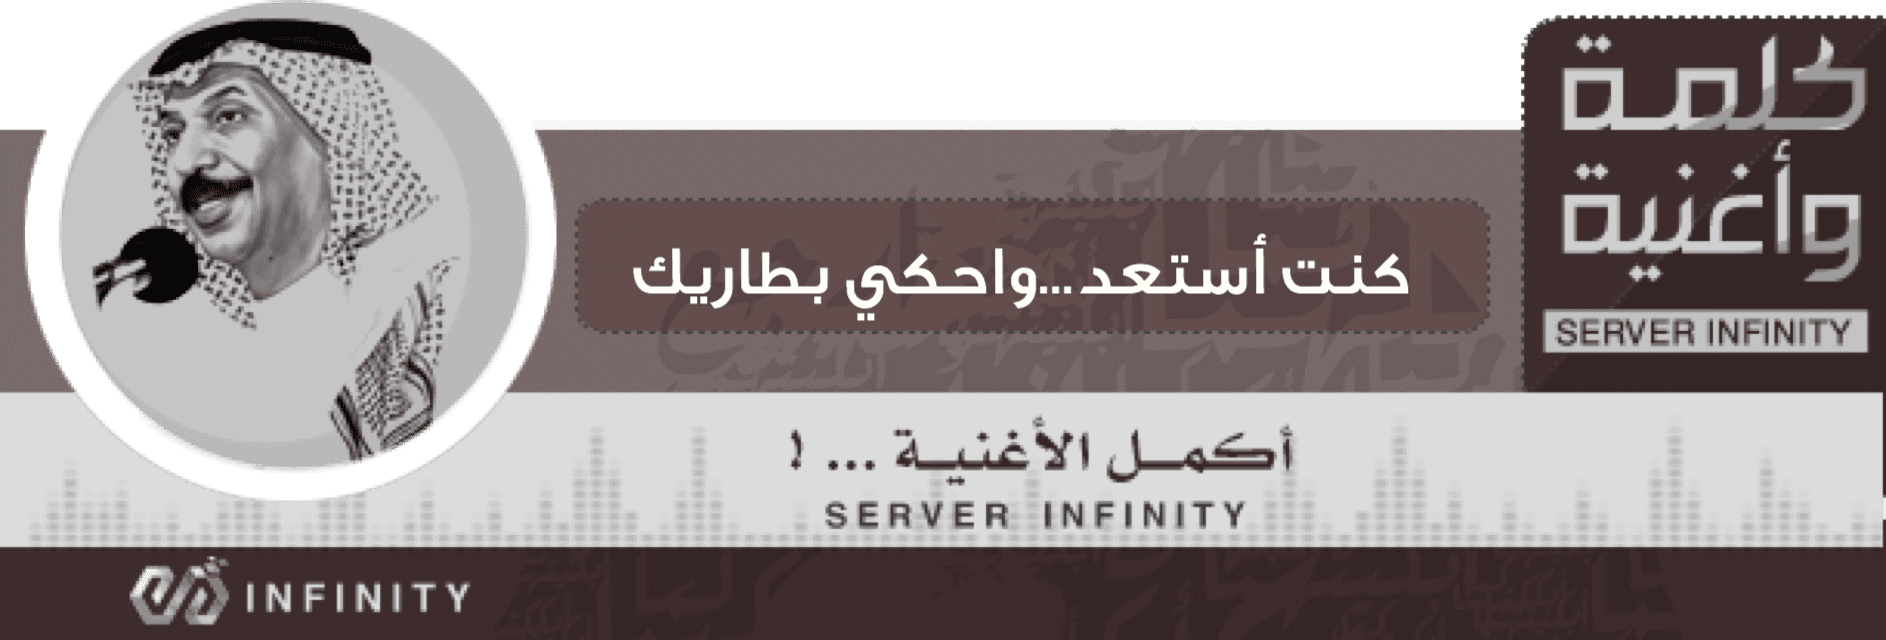 كلمة
وأغنية
SERVER INFINITY
كنت أستعد...واحكي بطاريك
أكمل الأغنية ... !
SERVER INFINITY
INFINITY